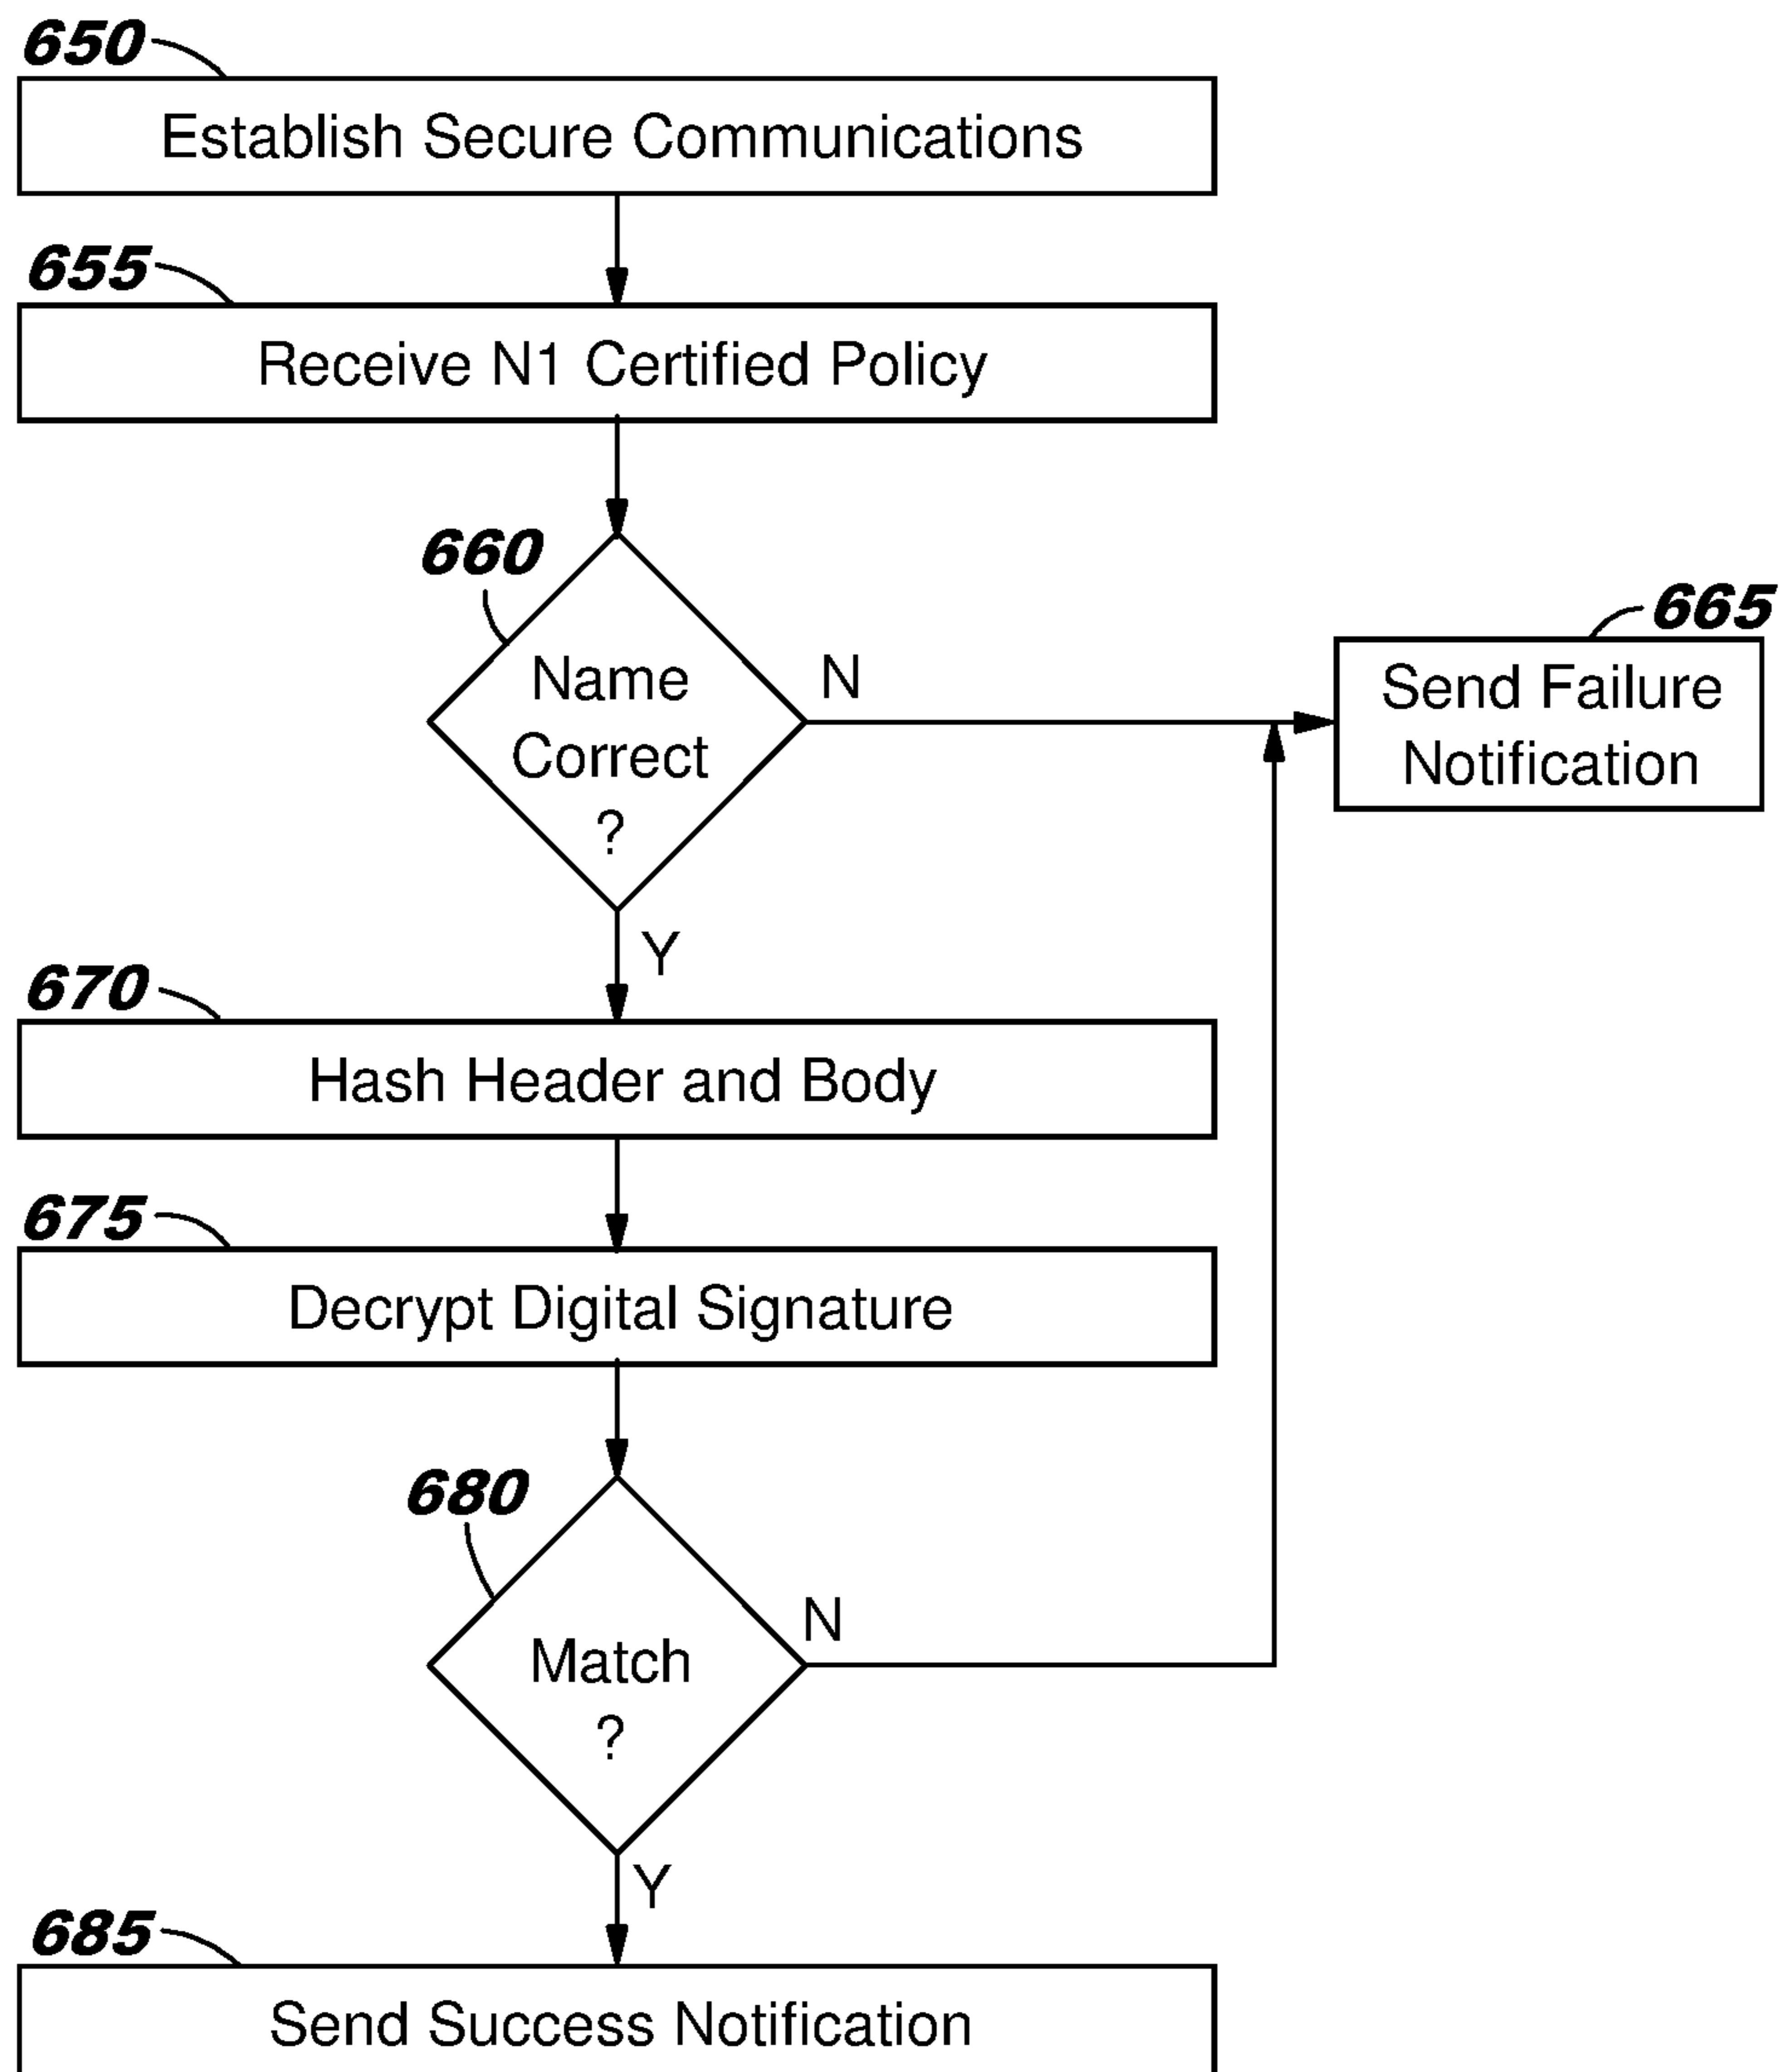 650
Establish Secure Communications
655
Receive N1 Certified Policy
660
Name
Correct
?
N
665
Send Failure
Notification
Y
670
Hash Header and Body
675
Decrypt Digital Signature
680
Match
?
N
Y
685
Send Success Notification